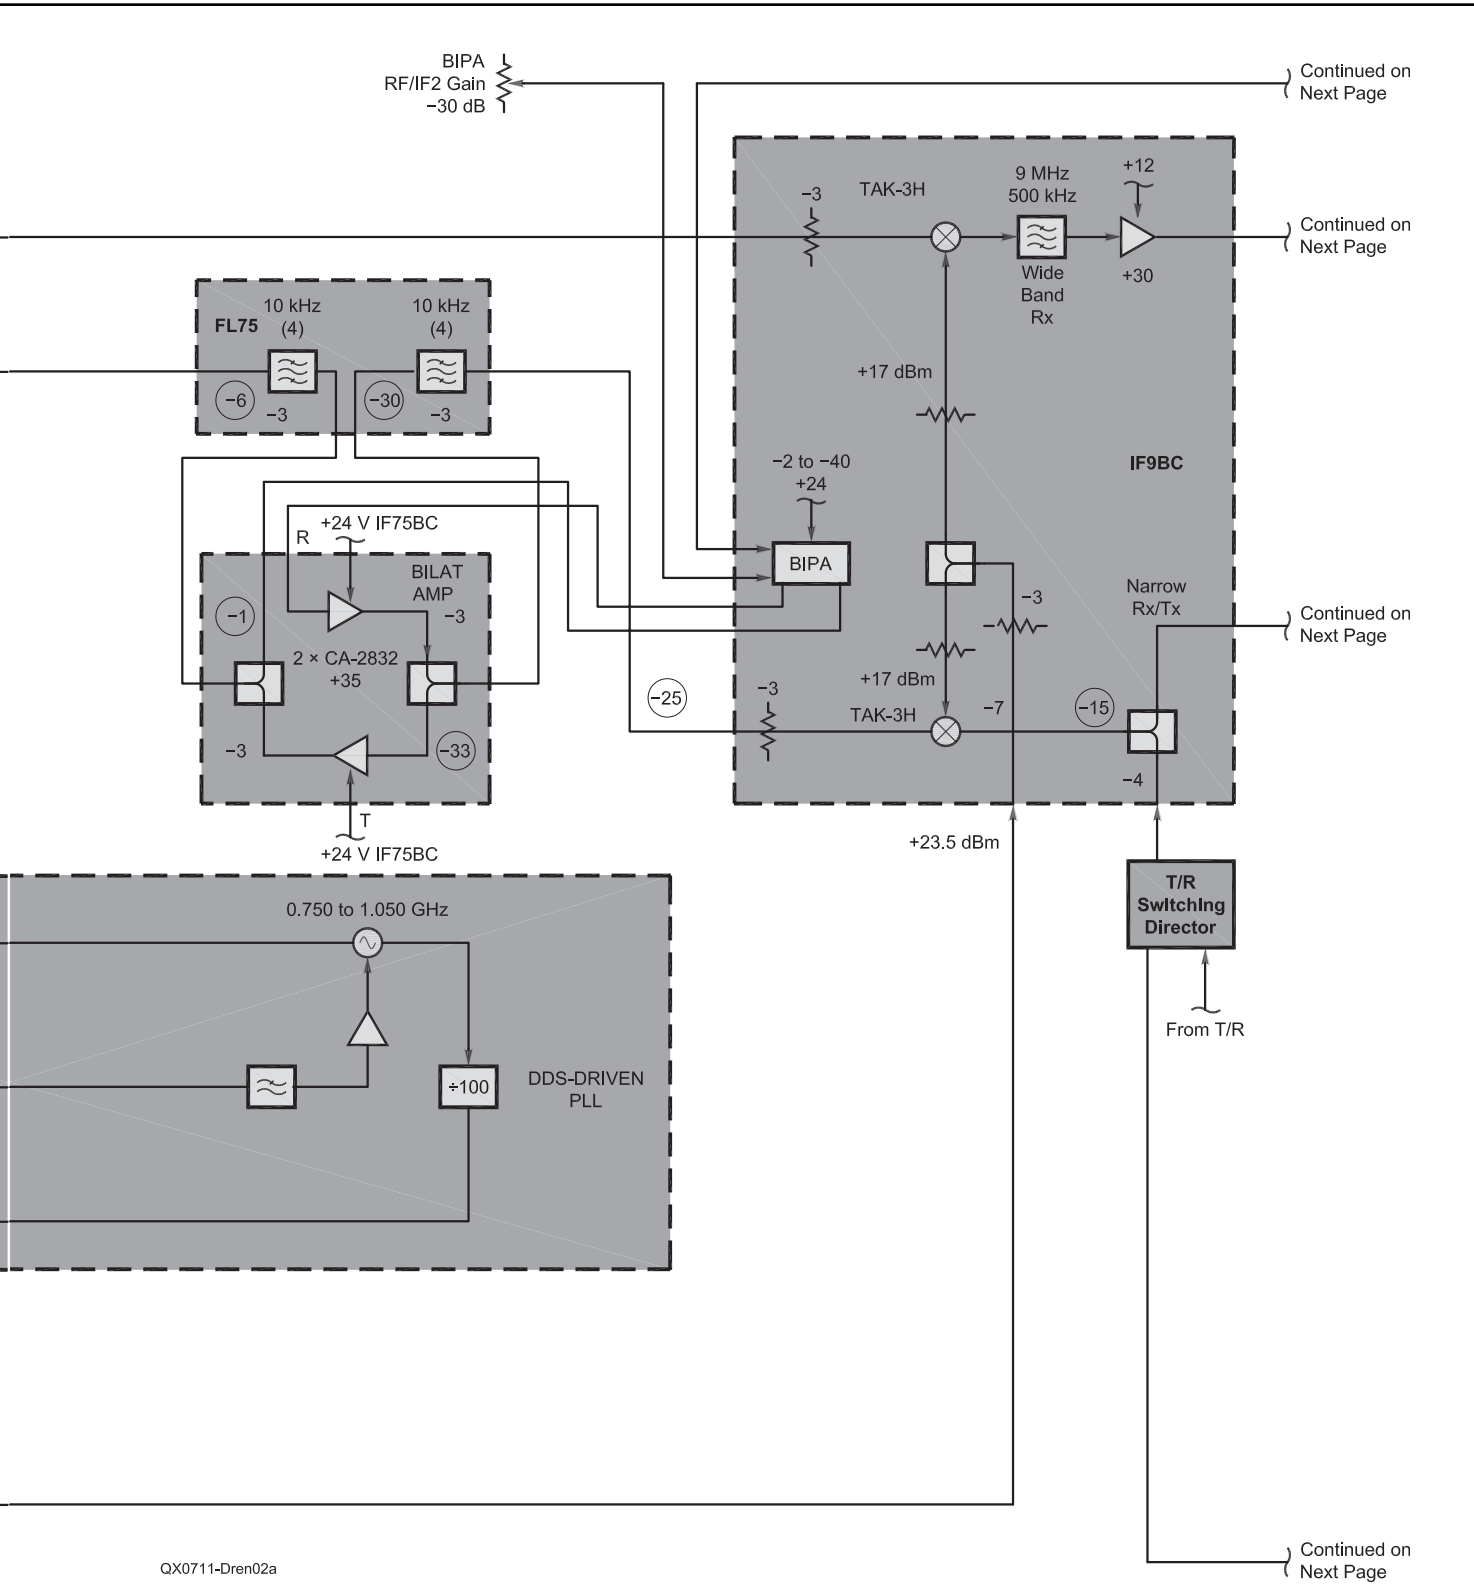 BIPA
RF/IF2 Gain
−30 dB
Continued on
Next Page
−3
TAK-3H
9 MHz
500 kHz
+12
Continued on
Next Page
Wide
Band
Rx
+30
10 kHz
(4)
10 kHz
(4)
FL75
−6
−3
−30
−3
+17 dBm
−2 to −40
+24
IF9BC
BIPA
+24 V IF75BC
R
BILAT
AMP
−1
−3
2 × CA-2832
+35
−3
−33
T
+24 V IF75BC
Narrow
Rx/Tx
−3
Continued on
Next Page
+17 dBm
−25
−3
TAK-3H
−7
−15
−4
+23.5 dBm
T/R
SwItchIng
Director
From T/R
0.750 to 1.050 GHz
÷100
DDS-DRIVEN
PLL
QX0711-Dren02a
Continued on
Next Page